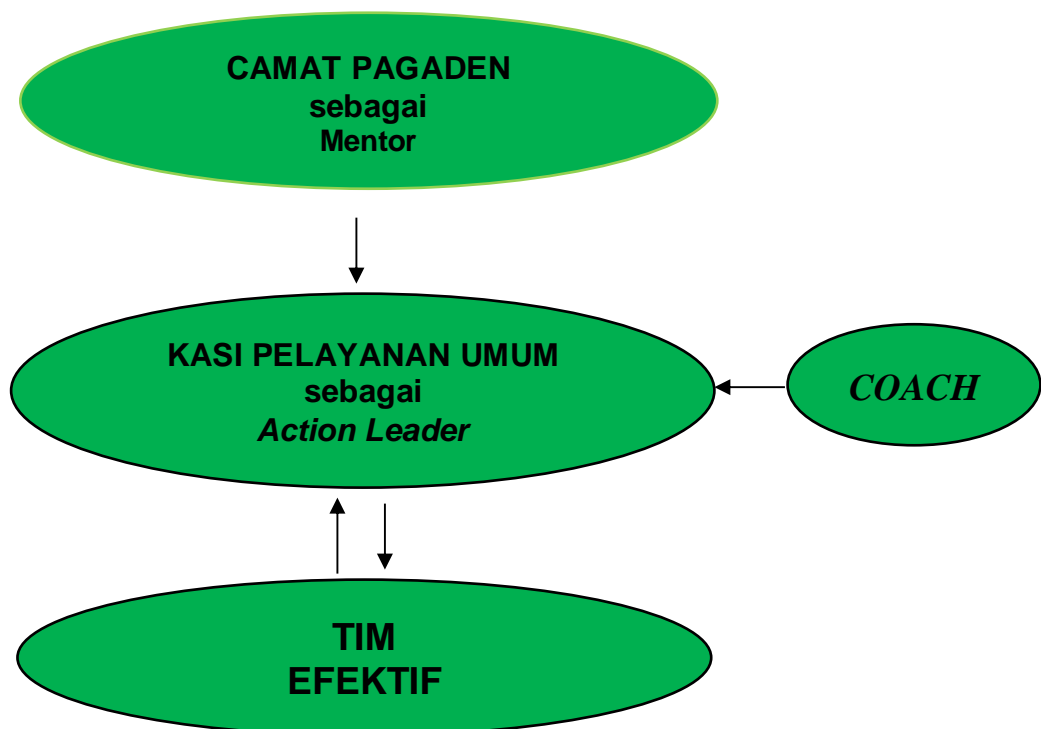 CAMAT PAGADEN
sebagai
Mentor
KASI PELAYANAN UMUM
sebagai
Action Leader
COACH
TIM
EFEKTIF